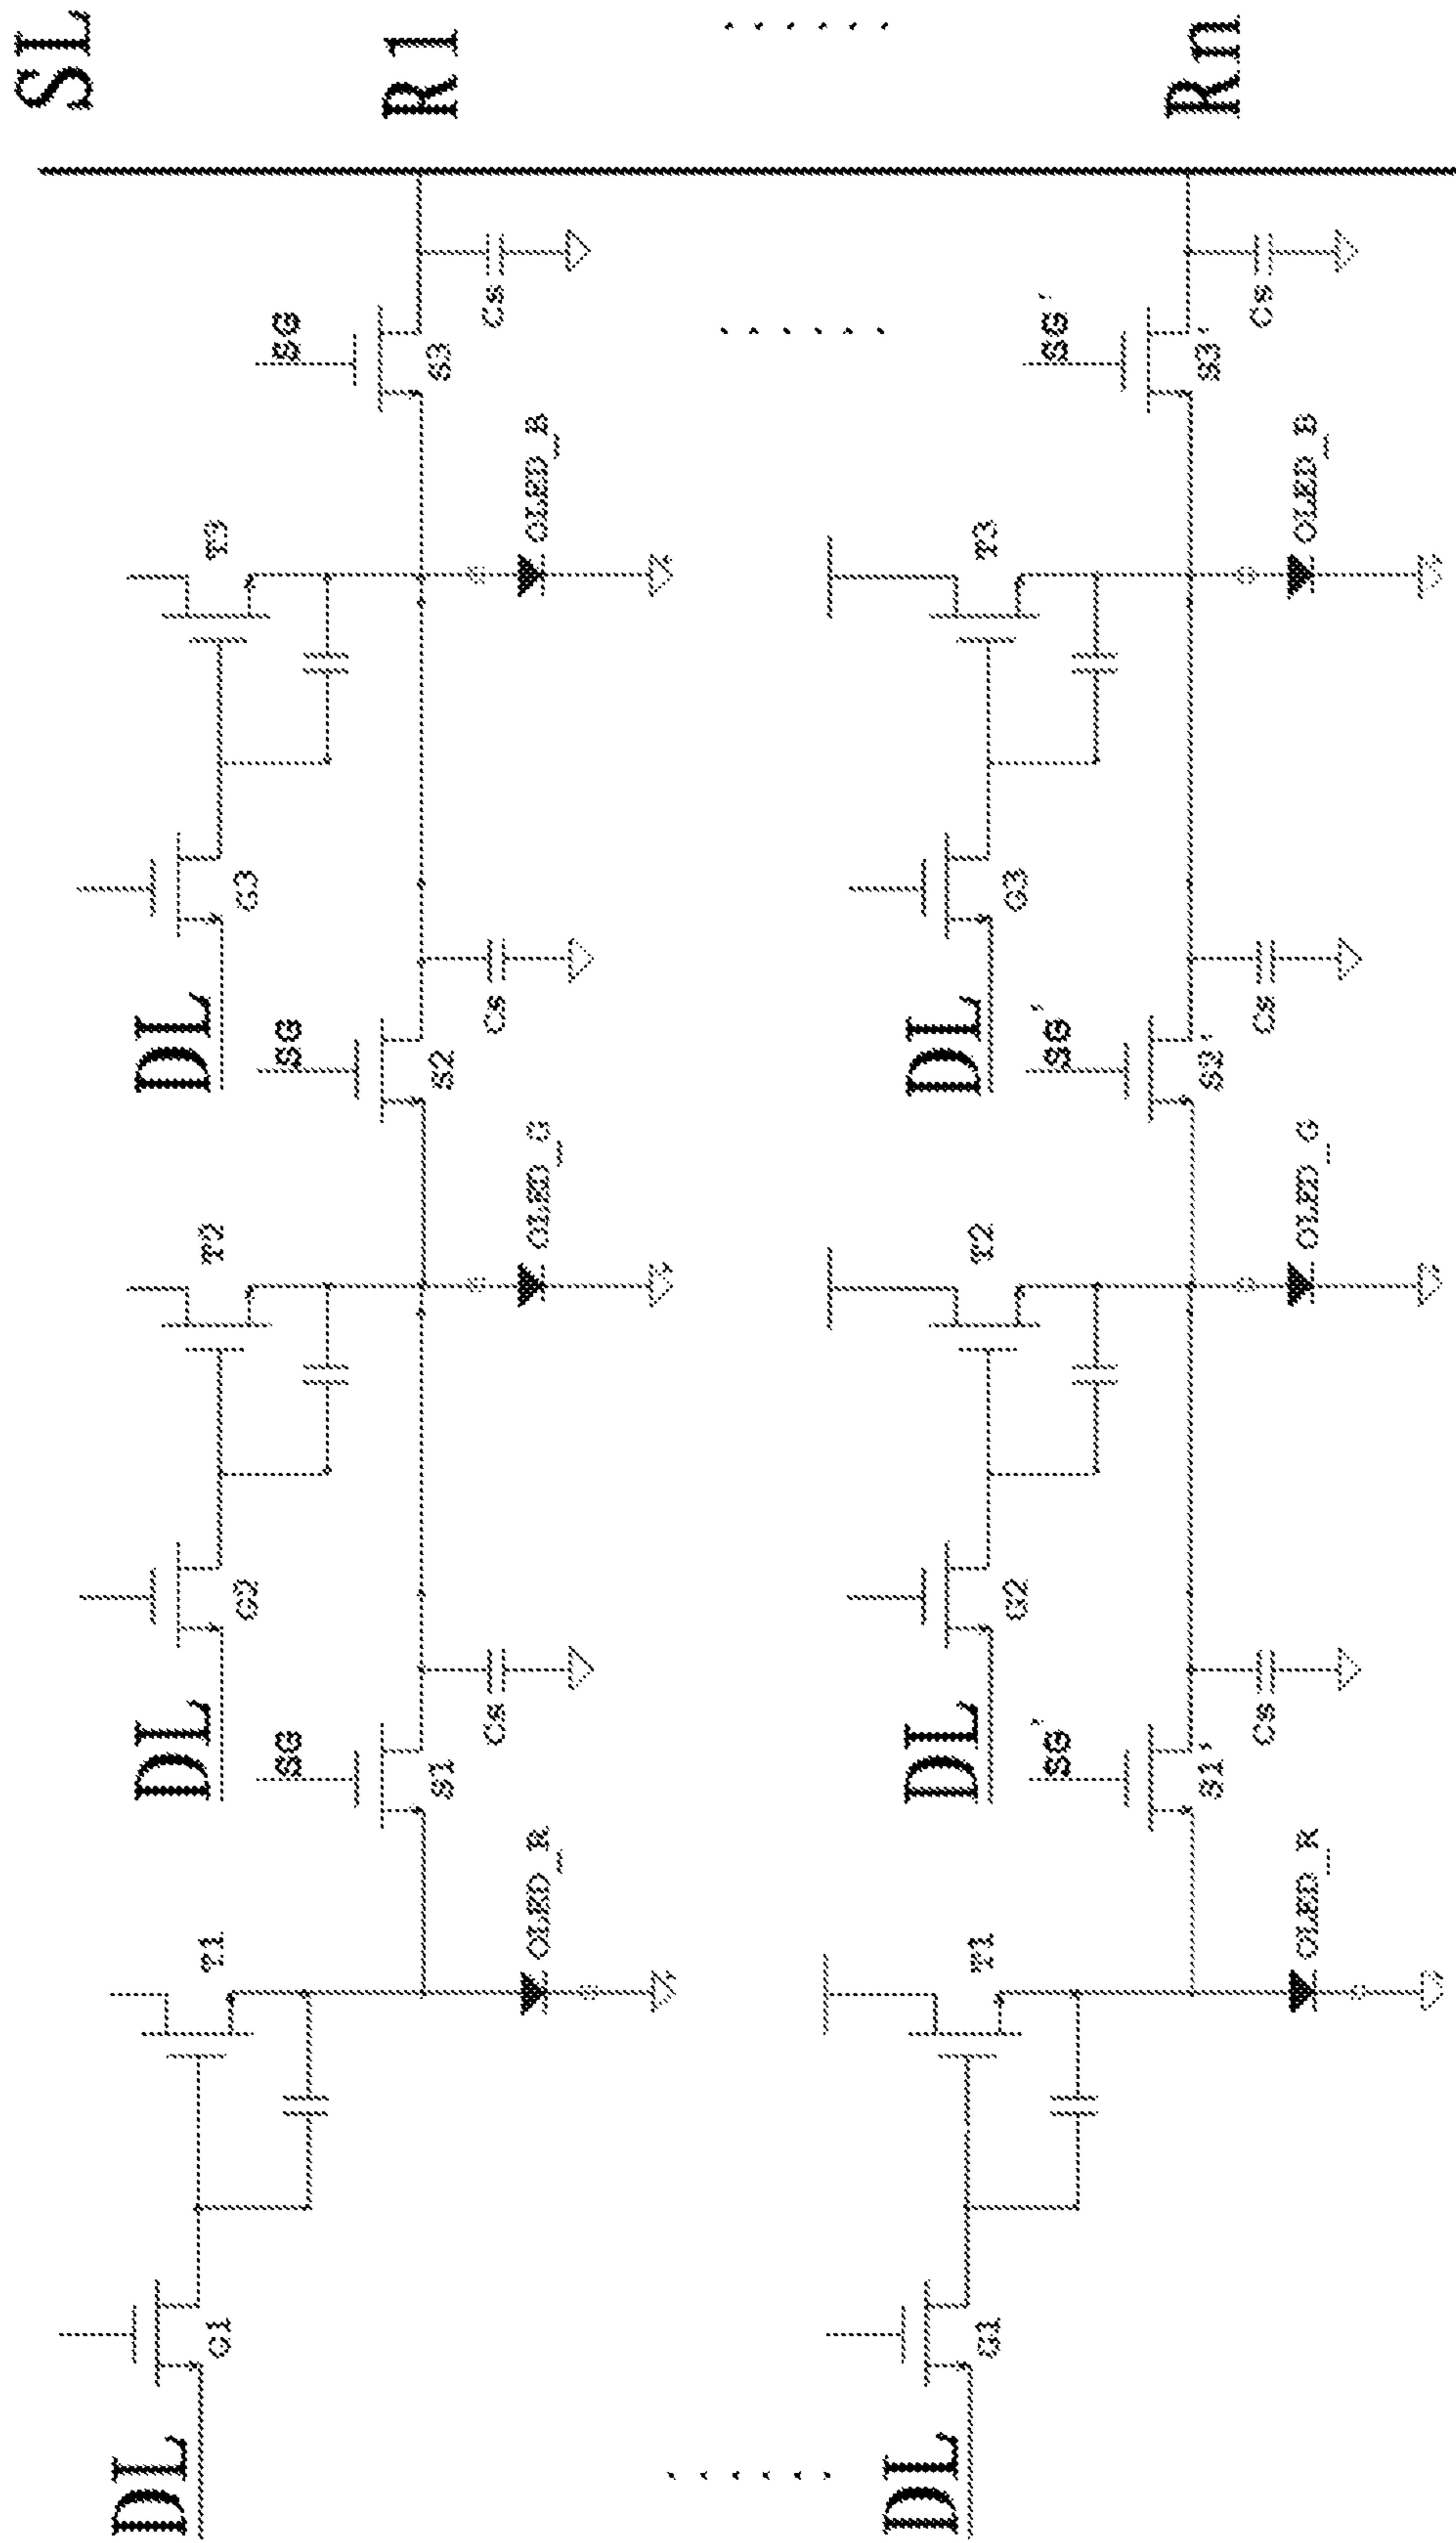 SL
T1
T2
T3
R1
DL
G1
DL
G2
DL
G3
SG
SG
SG
S1
S2
S3
Cs
Cs
Cs
OLED_R
OLED_G
OLED_B
T1
T2
T3
Rn
DL
G1
DL
G2
DL
G3
SG'
SG'
SG'
S1'
S3'
Cs
Cs
Cs
OLED_R
OLED_G
OLED_B